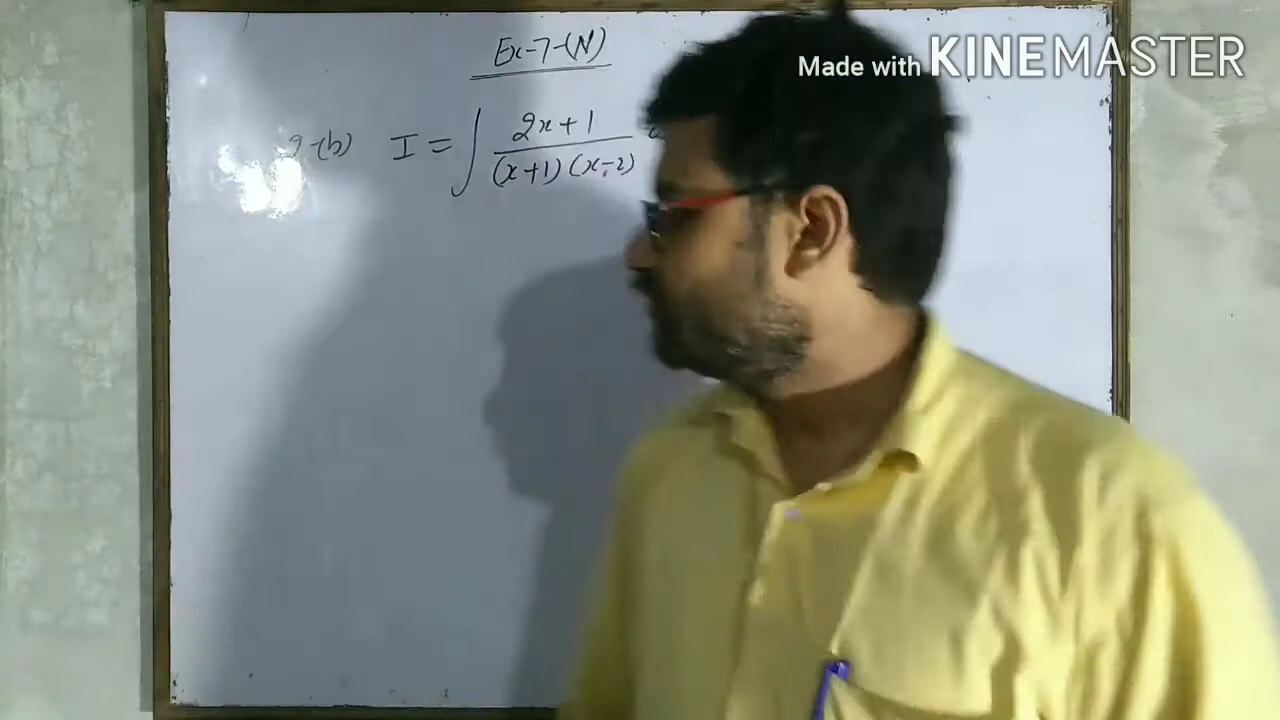 Made with KINEMASTER
Ex-7-(N)
9-(b) I = ∫ (2x+1)/((x+1)(x-2))